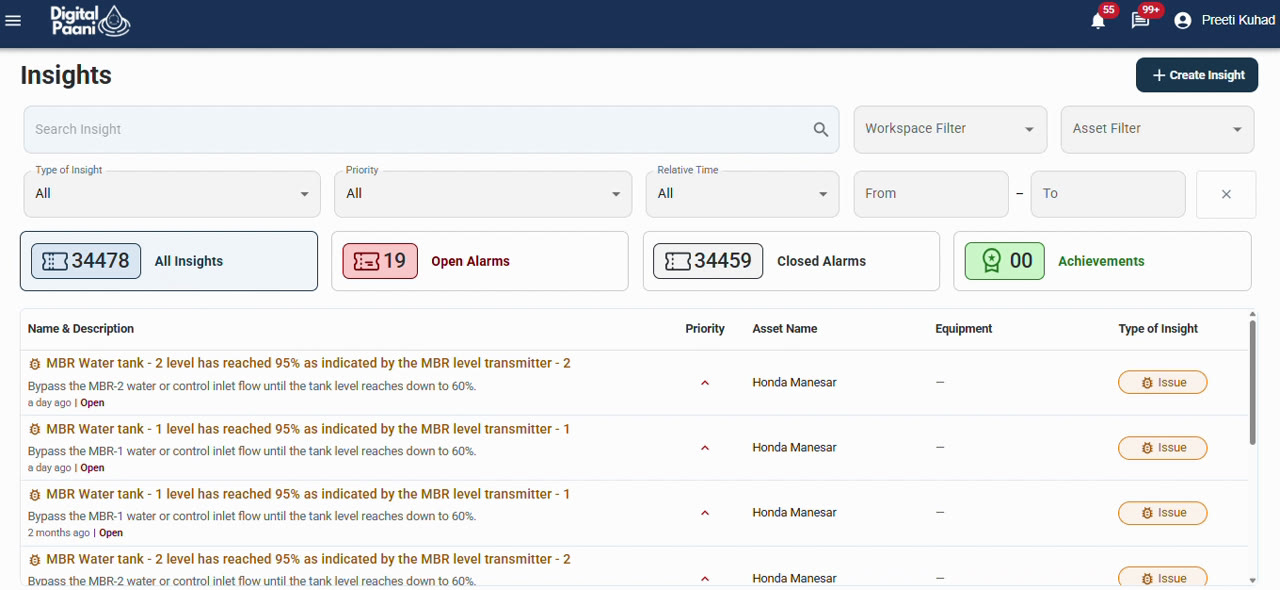 Digital
Paani
55
99+
Preeti Kuhad
Insights
+ Create Insight
Search Insight
Workspace Filter
Asset Filter
Type of Insight
All
Priority
All
Relative Time
All
From
–
To
34478 All Insights
19 Open Alarms
34459 Closed Alarms
00 Achievements
Name & Description Priority Asset Name Equipment Type of Insight
MBR Water tank - 2 level has reached 95% as indicated by the MBR level transmitter - 2
Bypass the MBR-2 water or control inlet flow until the tank level reaches down to 60%.
a day ago | Open
Honda Manesar – Issue
MBR Water tank - 1 level has reached 95% as indicated by the MBR level transmitter - 1
Bypass the MBR-1 water or control inlet flow until the tank level reaches down to 60%.
a day ago | Open
Honda Manesar – Issue
MBR Water tank - 1 level has reached 95% as indicated by the MBR level transmitter - 1
Bypass the MBR-1 water or control inlet flow until the tank level reaches down to 60%.
2 months ago | Open
Honda Manesar – Issue
MBR Water tank - 2 level has reached 95% as indicated by the MBR level transmitter - 2
Bypass the MBR-2 water or control inlet flow until the tank level reaches down to 60%.
Honda Manesar – Issue